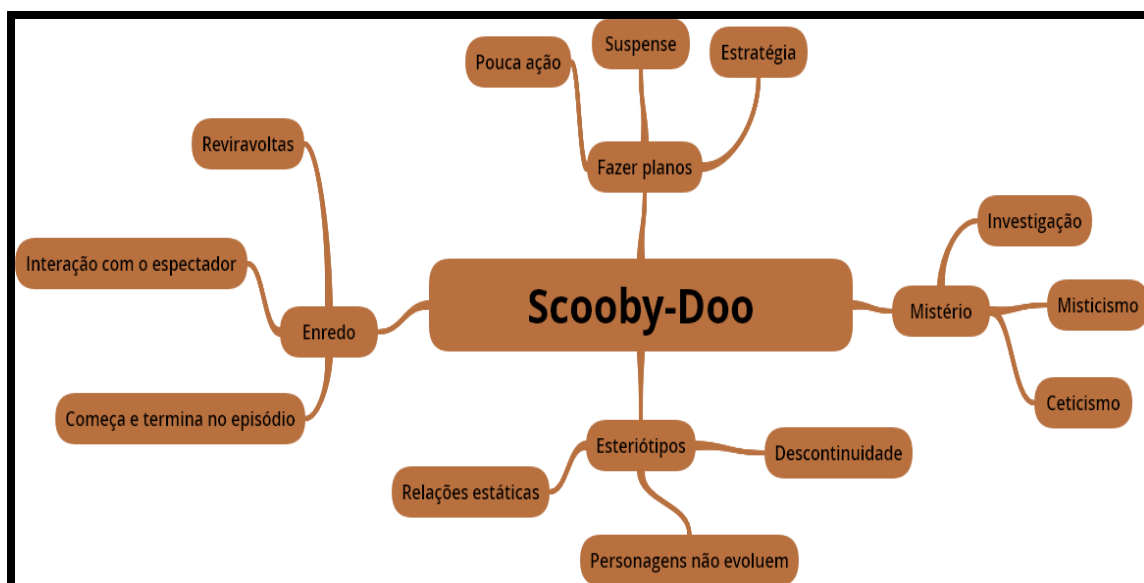 Suspense
Estratégia
Pouca ação
Fazer planos
Reviravoltas
Interação com o espectador
Enredo
Começa e termina no episódio
Scooby-Doo
Investigação
Mistério
Misticismo
Ceticismo
Esteriótipos
Descontinuidade
Relações estáticas
Personagens não evoluem